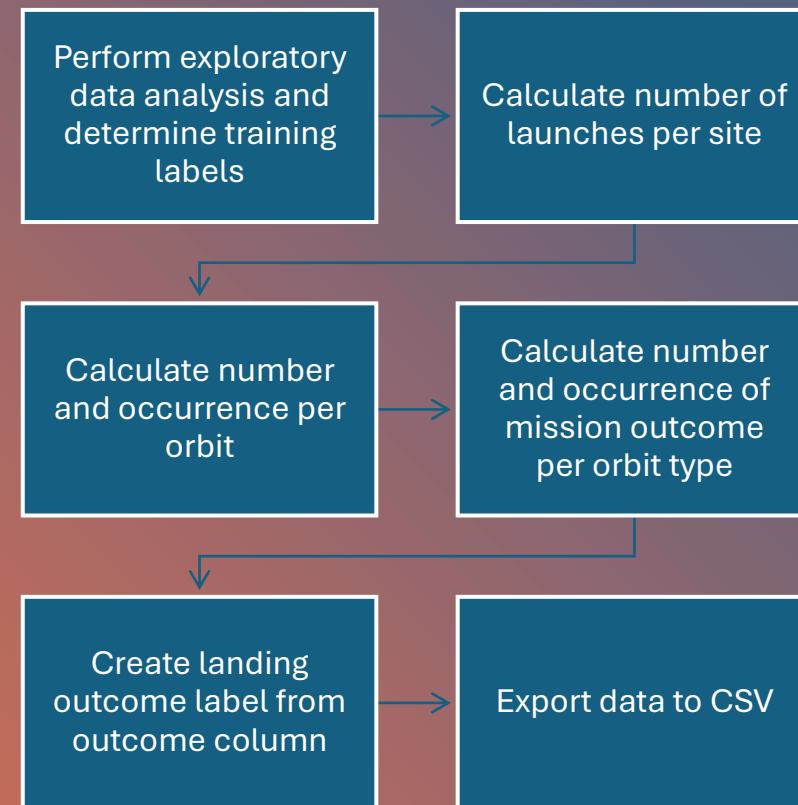 Perform exploratory
data analysis and
determine training
labels
Calculate number of
launches per site
Calculate number
and occurrence per
orbit
Calculate number
and occurrence of
mission outcome
per orbit type
Create landing
outcome label from
outcome column
Export data to CSV